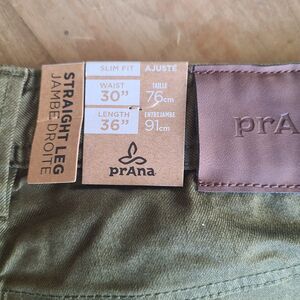 STRAIGHT LEG
JAMBE DROITE
SLIM FIT AJUSTÉ
WAIST TAILLE
30" 76cm
LENGTH ENTREJAMBE
36" 91cm
prAna
prA